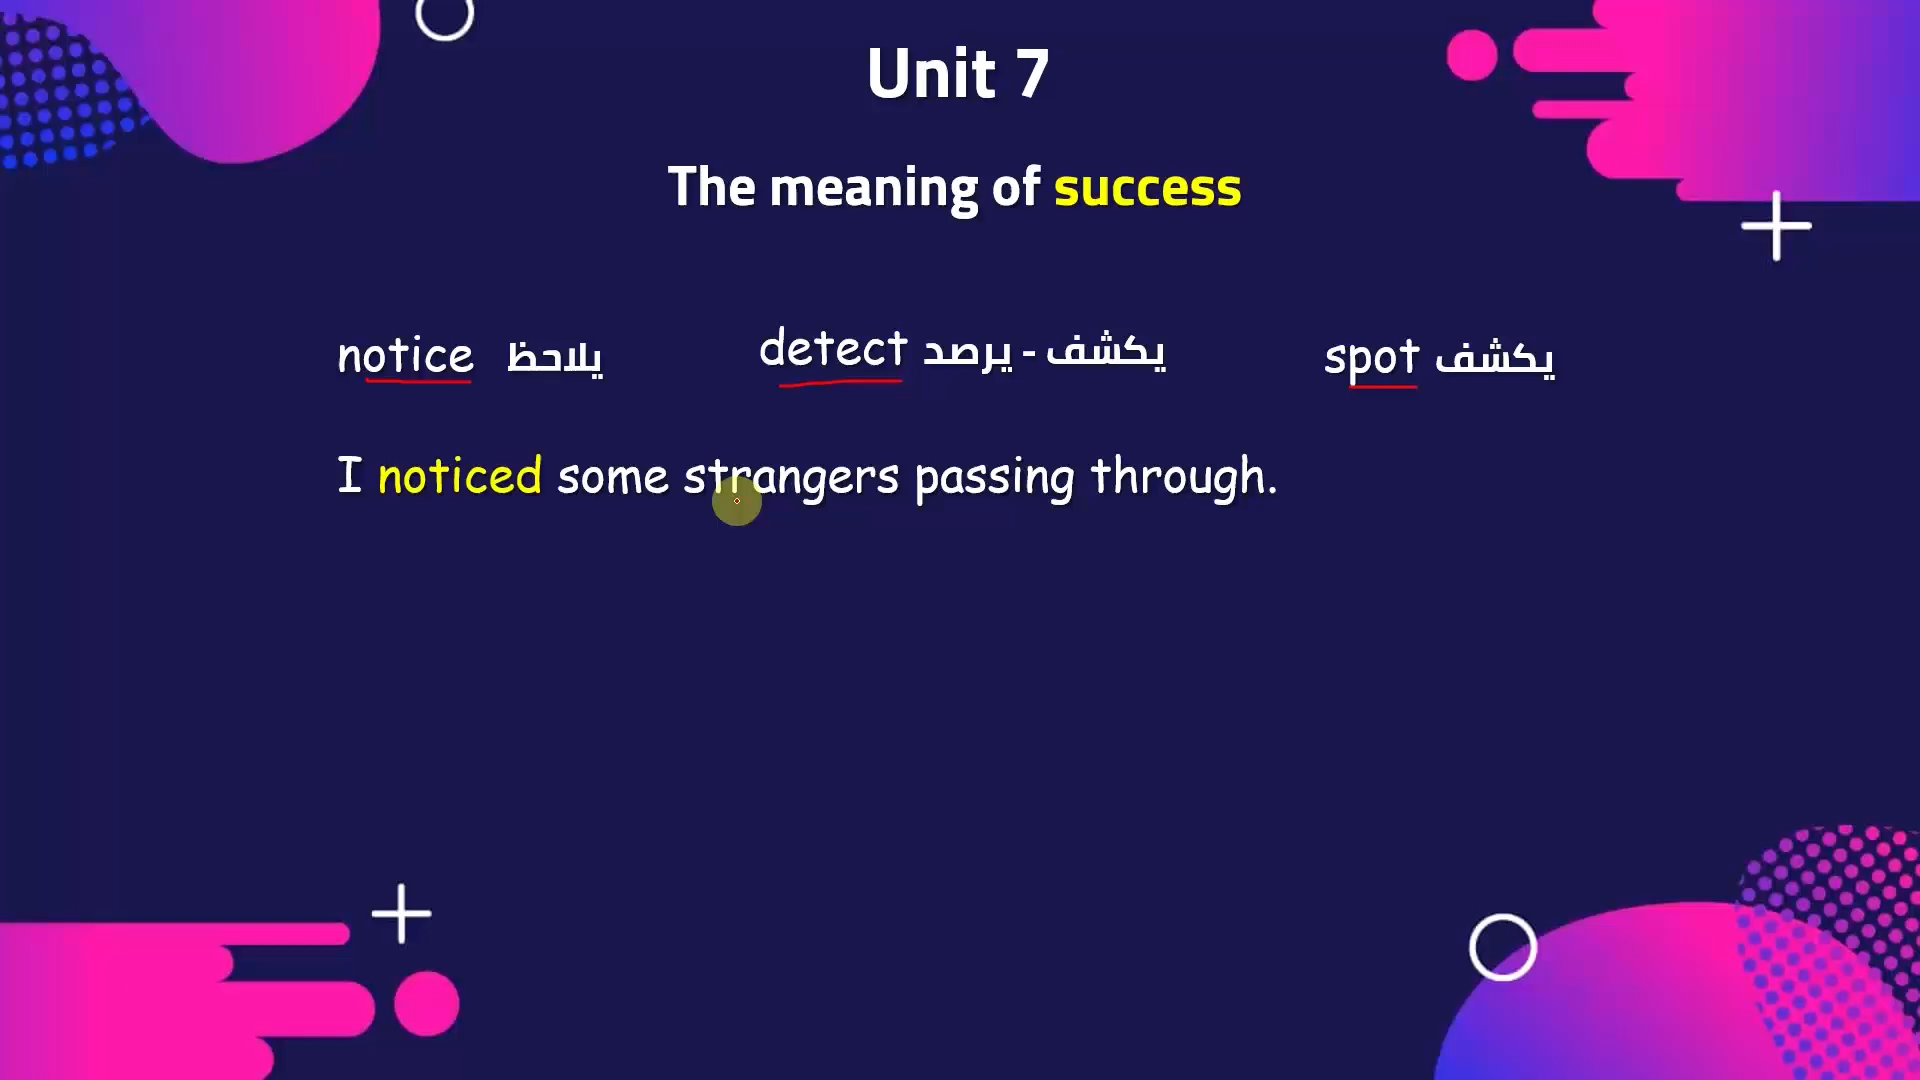 Unit 7
The meaning of success
notice يلاحظ detect يكشف - يرصد spot يكشف
I noticed some strangers passing through.